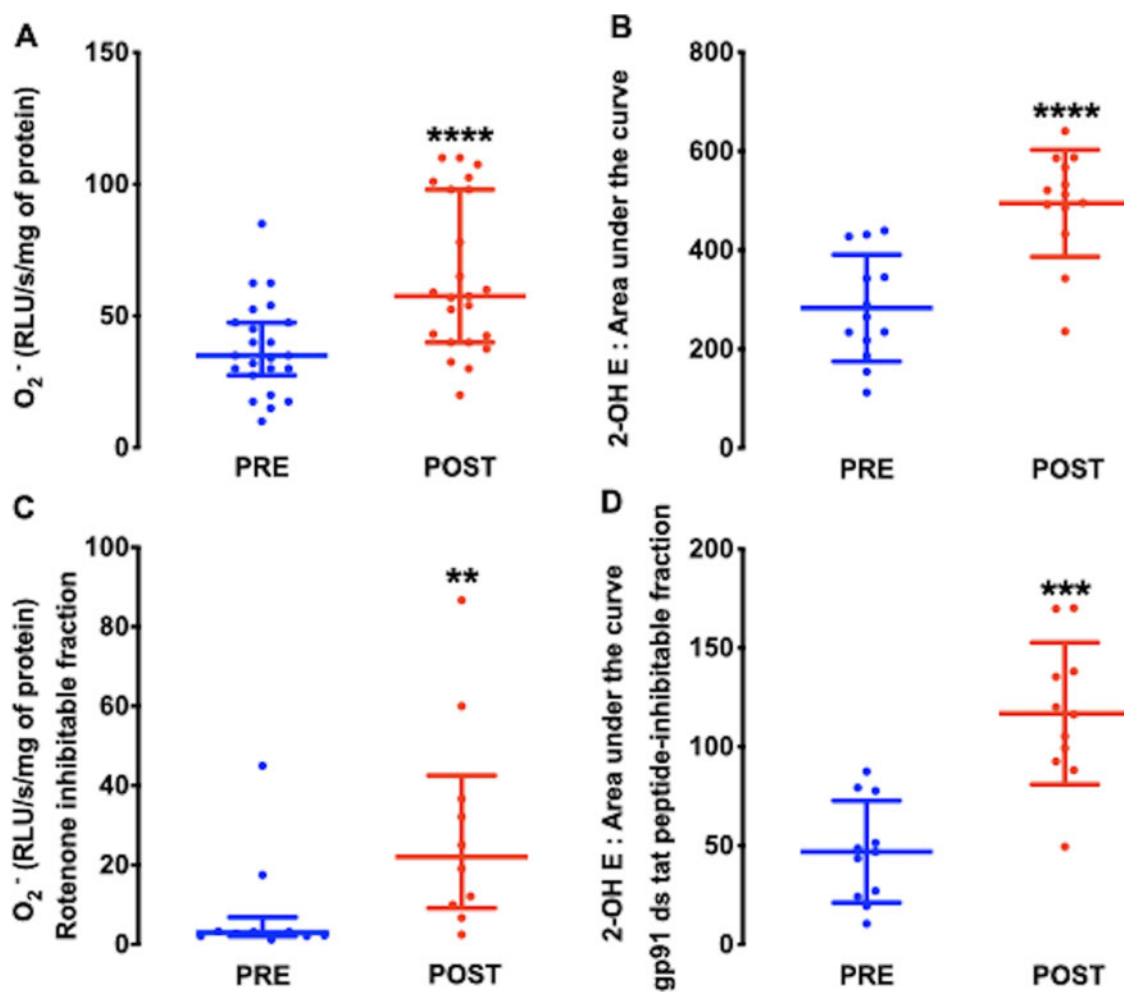 A
O2 - (RLU/s/mg of protein)
150
100
50
0
****
PRE
POST
B
2-OH E : Area under the curve
800
600
400
200
0
****
PRE
POST
C
O2 - (RLU/s/mg of protein)
Rotenone inhibitable fraction
100
80
60
40
20
0
**
PRE
POST
D
2-OH E : Area under the curve
gp91 ds tat peptide-inhibitable fraction
200
150
100
50
0
***
PRE
POST